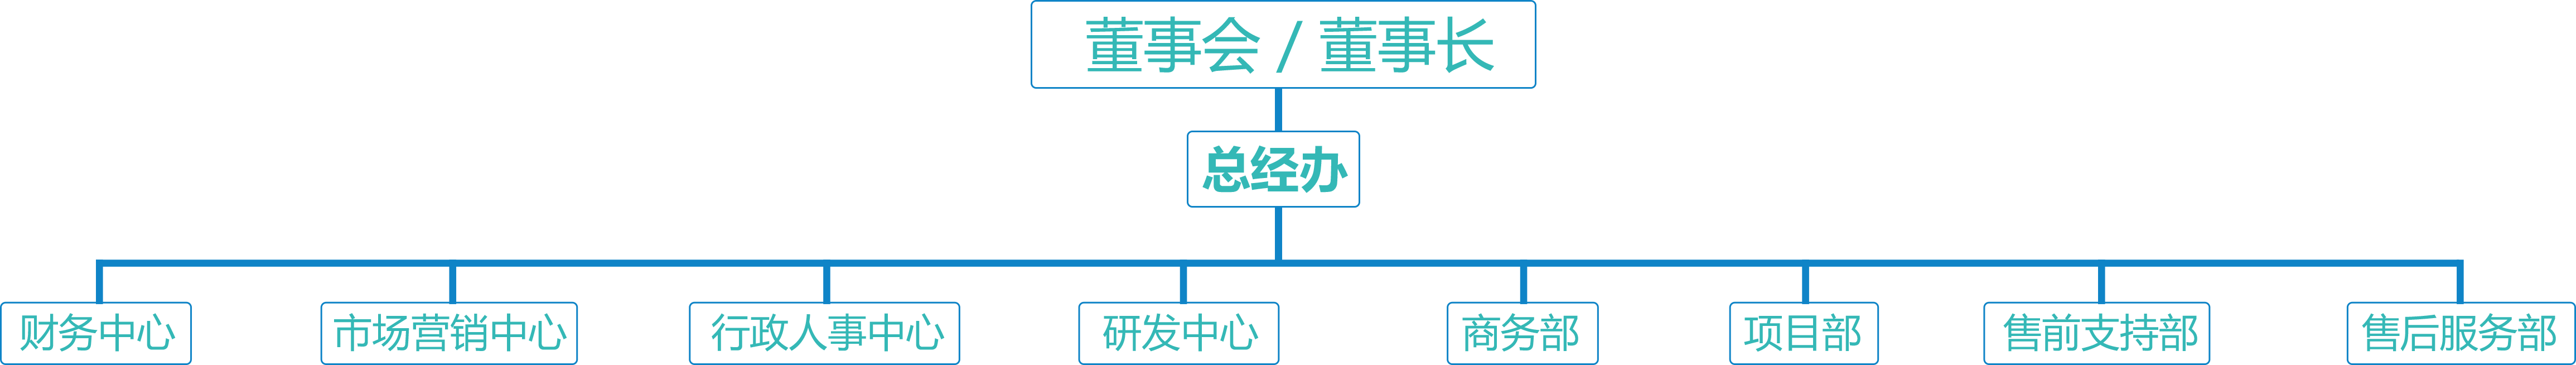 董事会 / 董事长
总经办
财务中心
市场营销中心
行政人事中心
研发中心
商务部
项目部
售前支持部
售后服务部